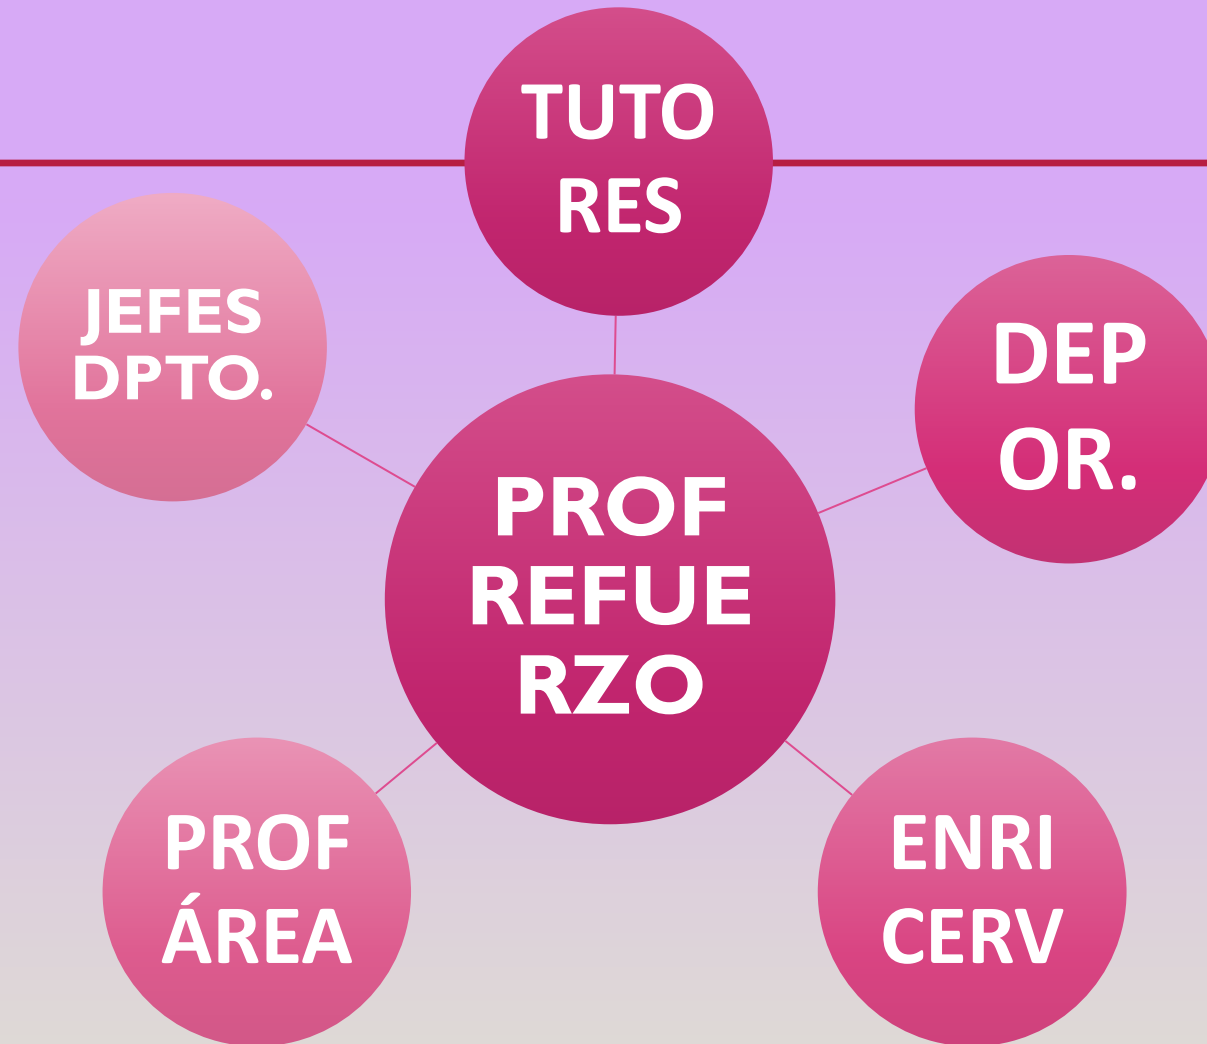 TUTO
RES
JEFES
DPTO.
DEP
OR.
PROF
REFUE
RZO
PROF
ÁREA
ENRI
CERV